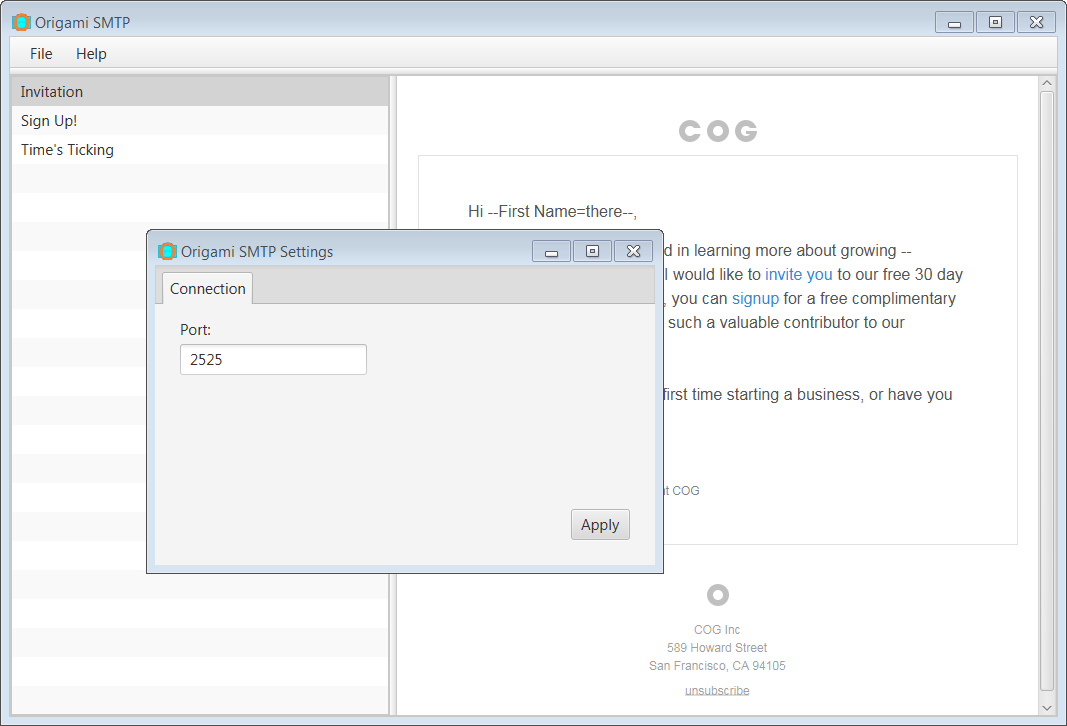 Origami SMTP
File Help
Invitation
Sign Up!
Time's Ticking
COG
Hi --First Name=there--,
in learning more about growing --
I would like to invite you to our free 30 day
, you can signup for a free complimentary
such a valuable contributor to our
first time starting a business, or have you
COG
COG Inc
589 Howard Street
San Francisco, CA 94105
unsubscribe
Origami SMTP Settings
Connection
Port:
2525
Apply